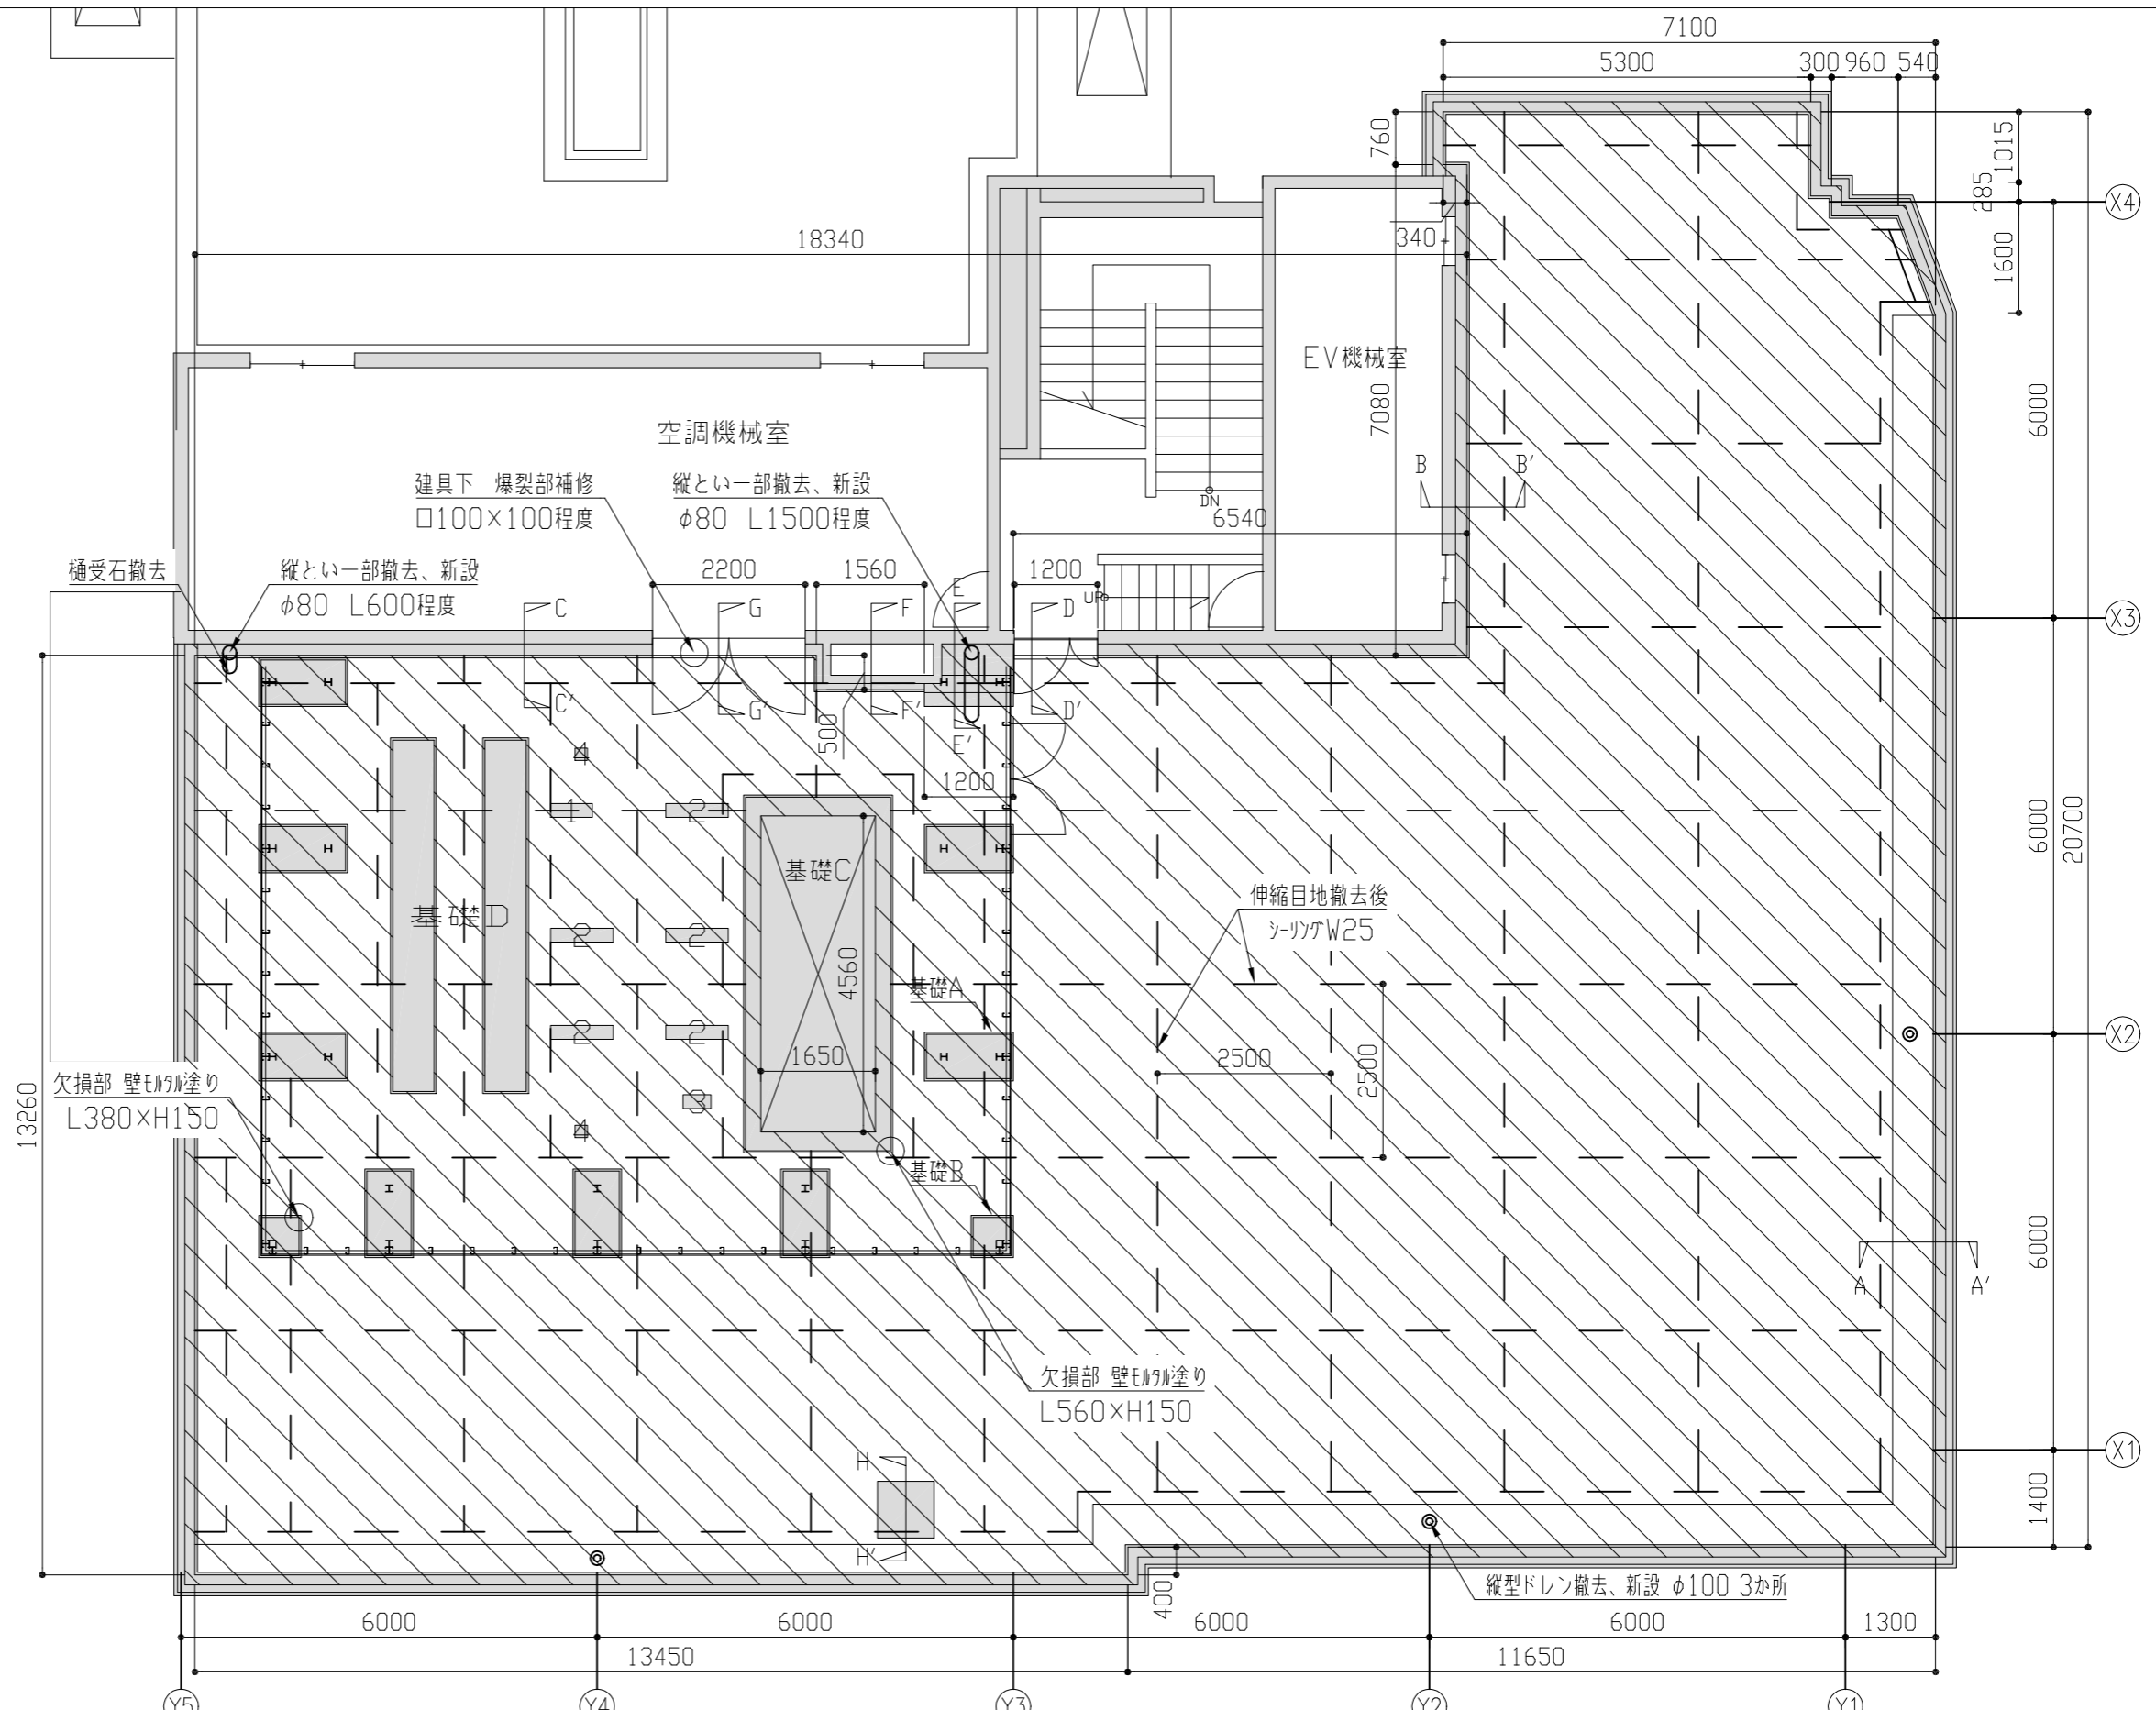 7100
5300
300
960
540
760
1015
285
X4
18340
340
1600
EV機械室
空調機械室
7080
6000
建具下 爆裂部補修
□100×100程度
縦とい一部撤去、新設
φ80 L1500程度
B
B′
DN
6540
樋受石撤去
縦とい一部撤去、新設
φ80 L600程度
2200
1560
1200
UP
C
G
F
E
D
X3
C′
G′
F′
E′
D′
500
1200
4
1
2
基礎C
6000
20700
基礎D
伸縮目地撤去後
シーリングW25
2
2
4560
基礎A
2
2
1650
2500
2500
X2
欠損部 壁モルタル塗り
L380×H150
13260
3
4
基礎B
6000
A
A′
欠損部 壁モルタル塗り
L560×H150
X1
H
1400
H′
縦型ドレン撤去、新設 φ100 3か所
400
6000
6000
6000
6000
1300
13450
11650
Y5
Y4
Y3
Y2
Y1